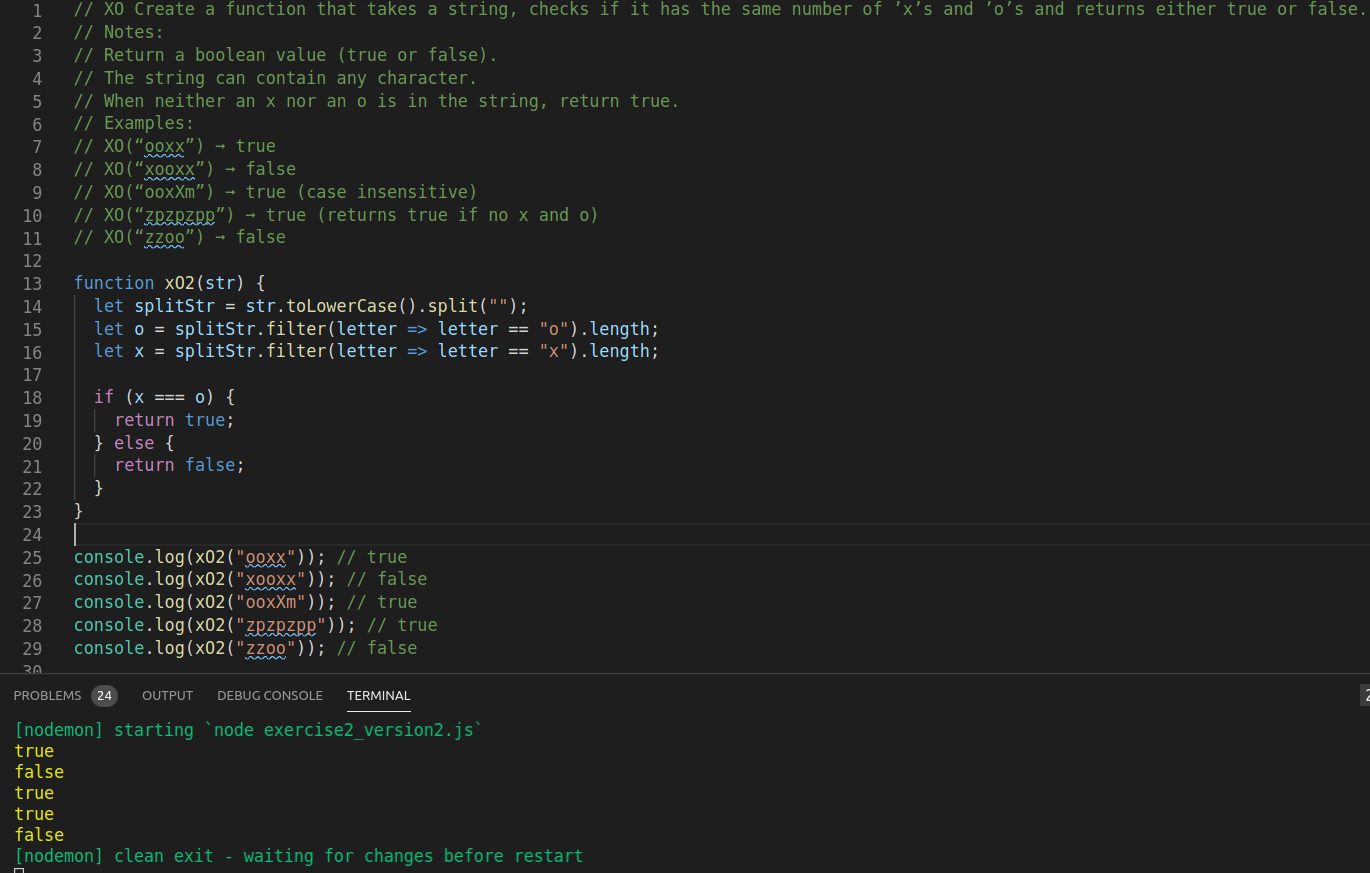 1 // XO Create a function that takes a string, checks if it has the same number of ’x’s and ’o’s and returns either true or false.
2 // Notes:
3 // Return a boolean value (true or false).
4 // The string can contain any character.
5 // When neither an x nor an o is in the string, return true.
6 // Examples:
7 // XO(“ooxx”) → true
8 // XO(“xooxx”) → false
9 // XO(“ooxXm”) → true (case insensitive)
10 // XO(“zpzpzpp”) → true (returns true if no x and o)
11 // XO(“zzoo”) → false
12
13 function xO2(str) {
14   let splitStr = str.toLowerCase().split("");
15   let o = splitStr.filter(letter => letter == "o").length;
16   let x = splitStr.filter(letter => letter == "x").length;
17
18   if (x === o) {
19     return true;
20   } else {
21     return false;
22   }
23 }
24
25 console.log(xO2("ooxx")); // true
26 console.log(xO2("xooxx")); // false
27 console.log(xO2("ooxXm")); // true
28 console.log(xO2("zpzpzpp")); // true
29 console.log(xO2("zzoo")); // false
30
PROBLEMS 24 OUTPUT DEBUG CONSOLE TERMINAL 2
[nodemon] starting `node exercise2_version2.js`
true
false
true
true
false
[nodemon] clean exit - waiting for changes before restart